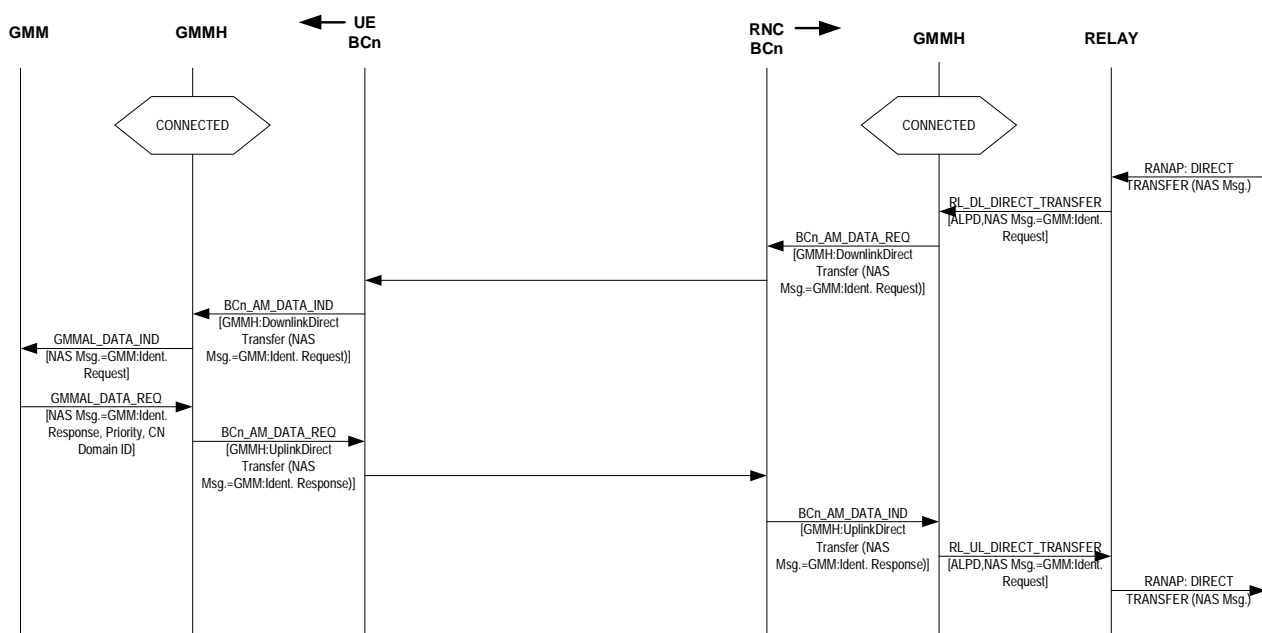 GMM
GMMH
UE
BCn
RNC
BCn
GMMH
RELAY
CONNECTED
CONNECTED
RANAP: DIRECT
TRANSFER (NAS Msg.)
RL_DL_DIRECT_TRANSFER
[ALPD,NAS Msg.=GMM:Ident.
Request]
BCn_AM_DATA_REQ
[GMMH:DownlinkDirect
Transfer (NAS
Msg.=GMM:Ident. Request)]
BCn_AM_DATA_IND
[GMMH:DownlinkDirect
Transfer (NAS
Msg.=GMM:Ident. Request)]
GMMAL_DATA_IND
[NAS Msg.=GMM:Ident.
Request]
GMMAL_DATA_REQ
[NAS Msg.=GMM:Ident.
Response, Priority, CN
Domain ID]
BCn_AM_DATA_REQ
[GMMH:UplinkDirect
Transfer (NAS
Msg.=GMM:Ident. Response)]
BCn_AM_DATA_IND
[GMMH:UplinkDirect
Transfer (NAS
Msg.=GMM:Ident. Response)]
RL_UL_DIRECT_TRANSFER
[ALPD,NAS Msg.=GMM:Ident.
Request]
RANAP: DIRECT
TRANSFER (NAS Msg.)